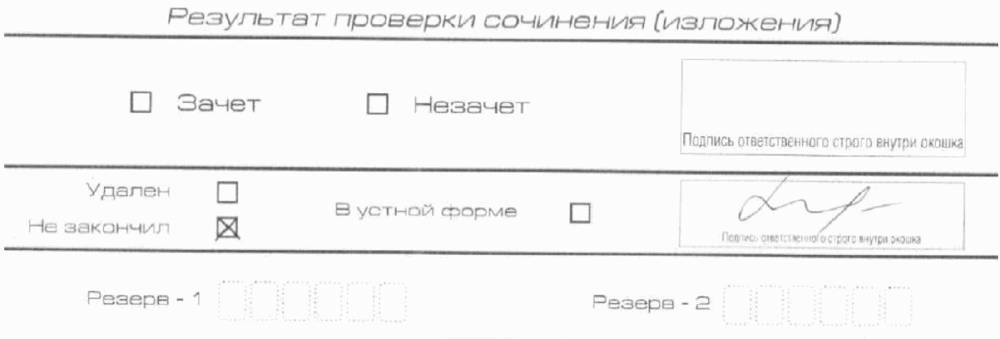 Результат проверки сочинения (изложения)
Зачет Незачет
Подпись ответственного строго внутри окошка
Удален
В устной форме
Не закончил
Подпись ответственного строго внутри окошка
Резерв - 1 Резерв - 2